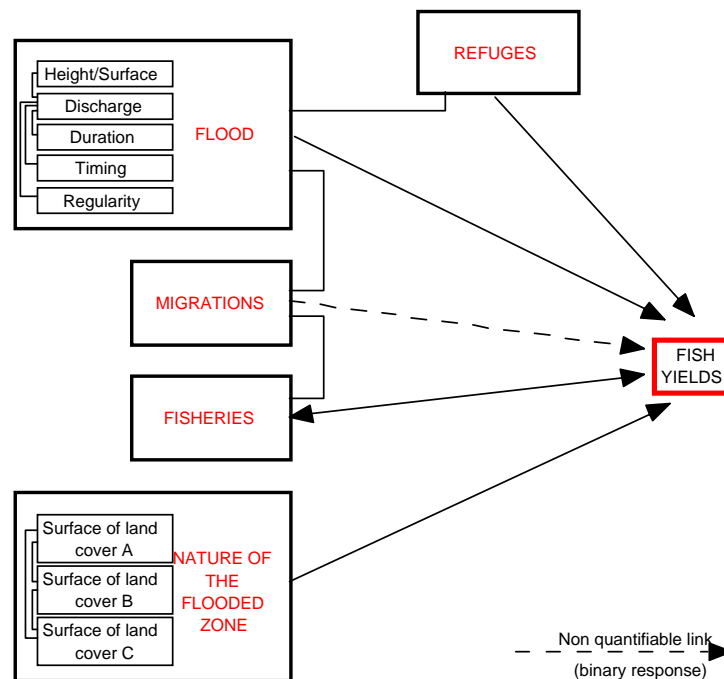 REFUGES
Height/Surface
Discharge
Duration
Timing
Regularity
FLOOD
MIGRATIONS
FISHERIES
FISH
YIELDS
Surface of land
cover A
Surface of land
cover B
Surface of land
cover C
NATURE OF
THE
FLOODED
ZONE
Non quantifiable link
(binary response)